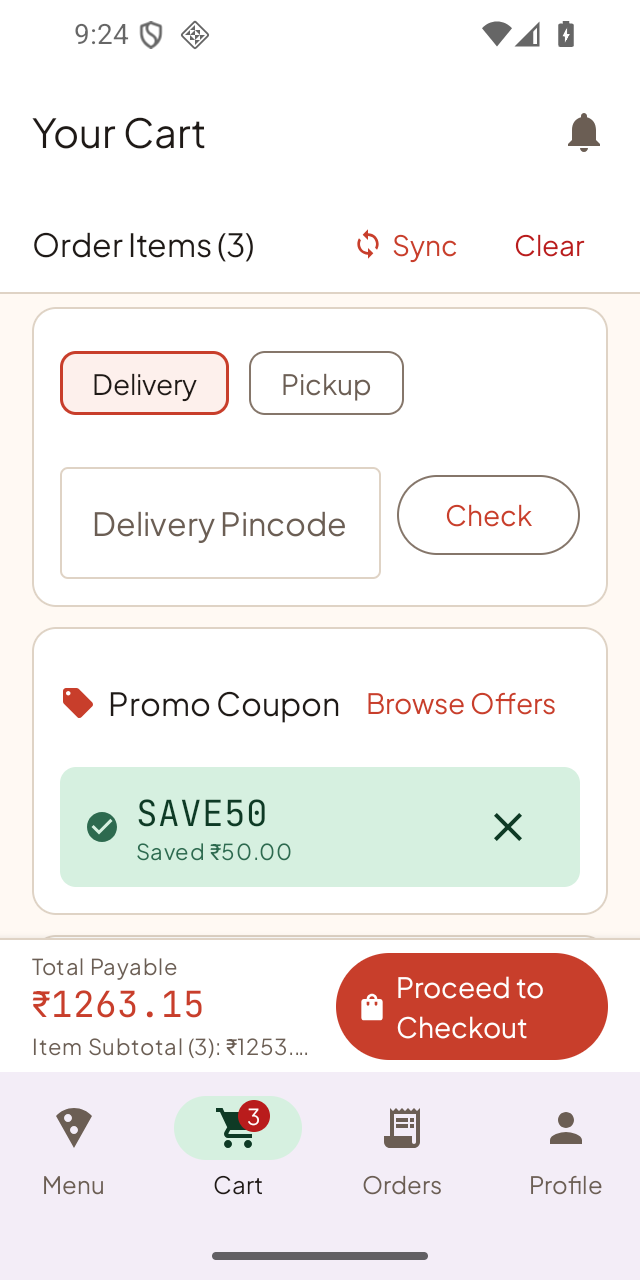 9:24
Your Cart
Order Items (3)
Sync
Clear
Delivery
Pickup
Delivery Pincode
Check
Promo Coupon
Browse Offers
SAVE50
Saved ₹50.00
Total Payable
₹1263.15
Item Subtotal (3): ₹1253.…
Proceed to
Checkout
3
Menu
Cart
Orders
Profile